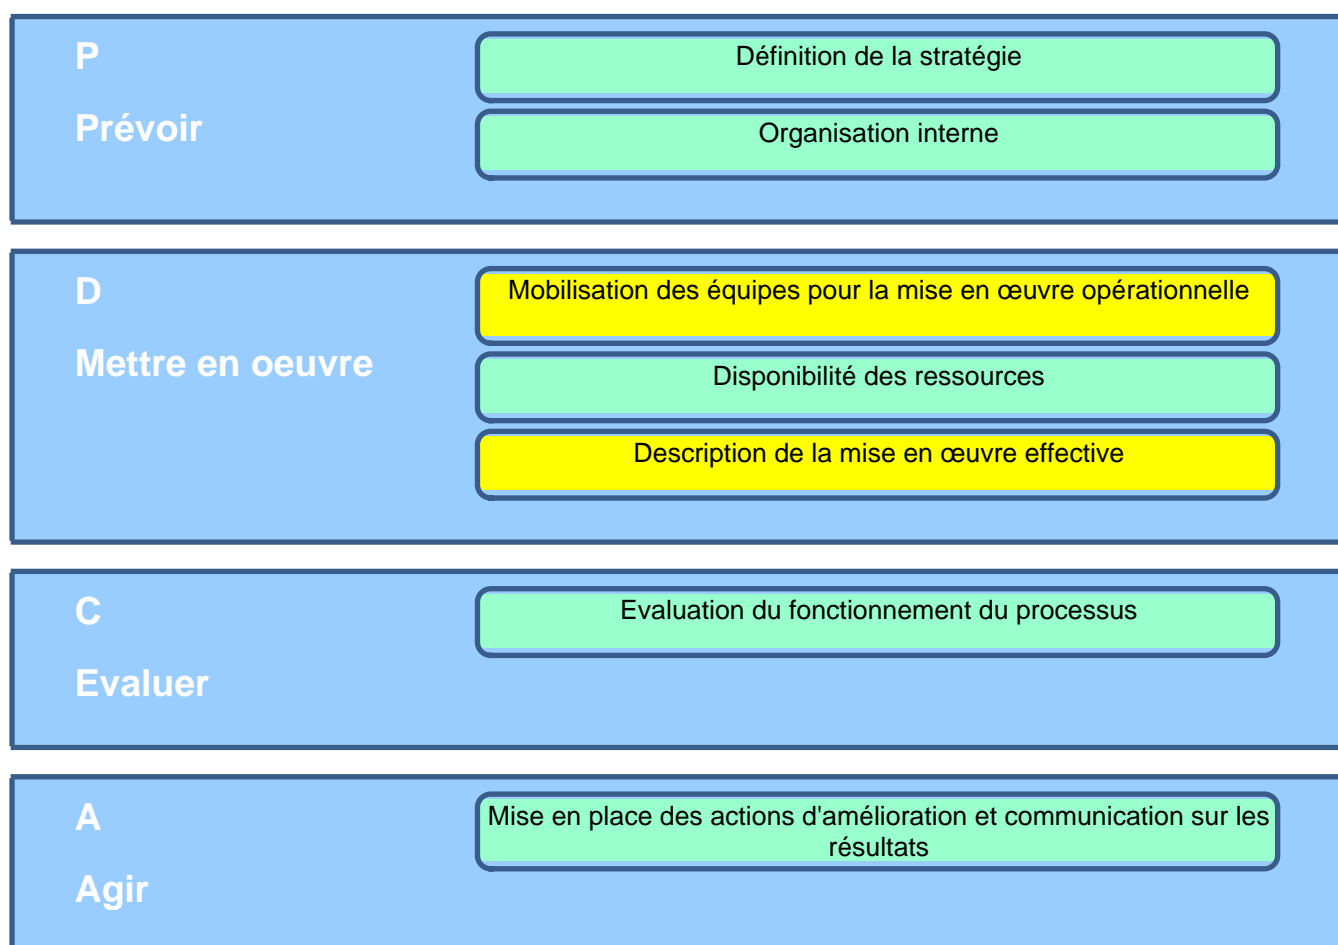 P
Prévoir
Définition de la stratégie
Organisation interne
D
Mettre en oeuvre
Mobilisation des équipes pour la mise en œuvre opérationnelle
Disponibilité des ressources
Description de la mise en œuvre effective
C
Evaluer
Evaluation du fonctionnement du processus
A
Agir
Mise en place des actions d'amélioration et communication sur les
résultats